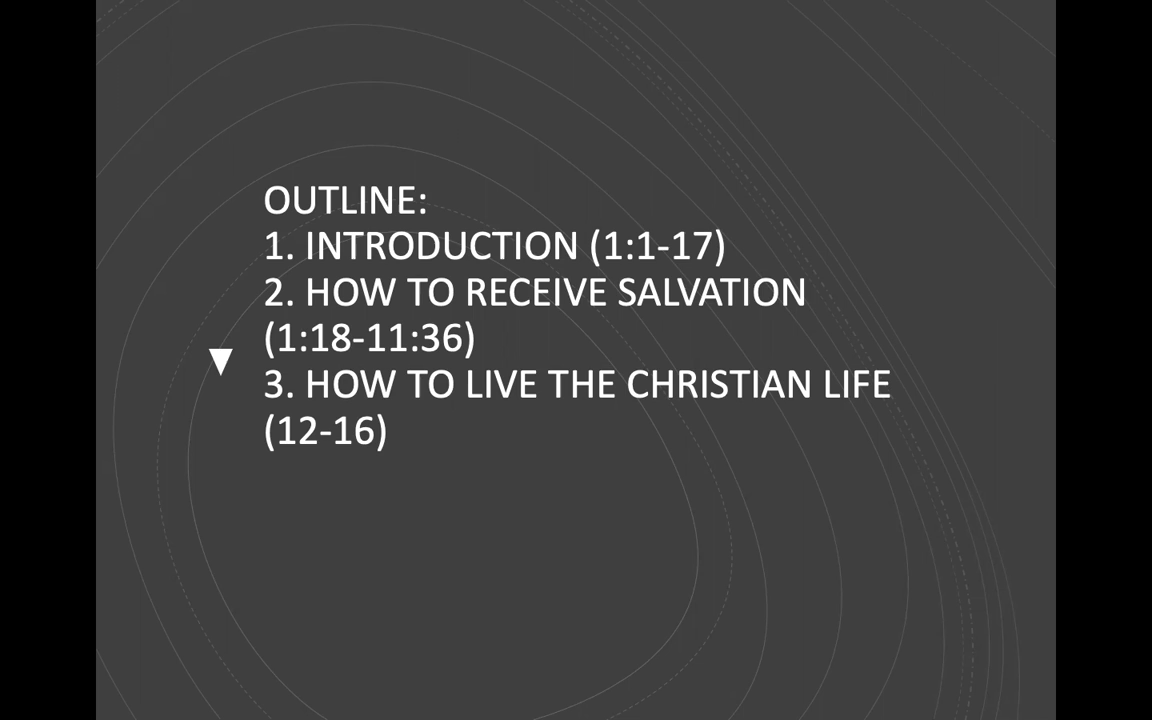 OUTLINE:
1. INTRODUCTION (1:1-17)
2. HOW TO RECEIVE SALVATION
(1:18-11:36)
3. HOW TO LIVE THE CHRISTIAN LIFE
(12-16)